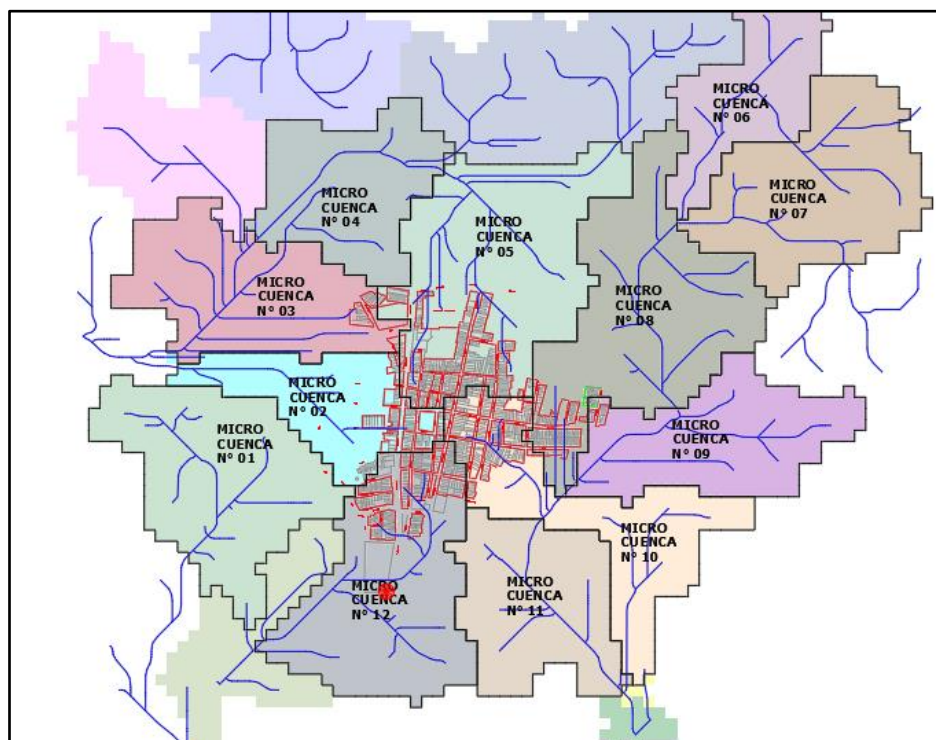 MICRO
CUENCA
N° 06
MICRO
CUENCA
N° 07
MICRO
CUENCA
N° 04
MICRO
CUENCA
N° 05
MICRO
CUENCA
N° 03
MICRO
CUENCA
N° 08
MICRO
CUENCA
N° 02
MICRO
CUENCA
N° 01
MICRO
CUENCA
N° 09
MICRO
CUENCA
N° 10
MICRO
CUENCA
N° 11
MICRO
CUENCA
N° 12